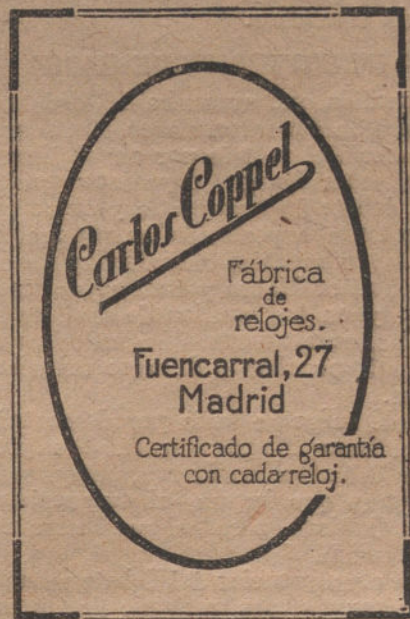 Carlos Coppel
Fábrica
de
relojes.
Fuencarral, 27
Madrid
Certificado de garantía
con cada reloj.